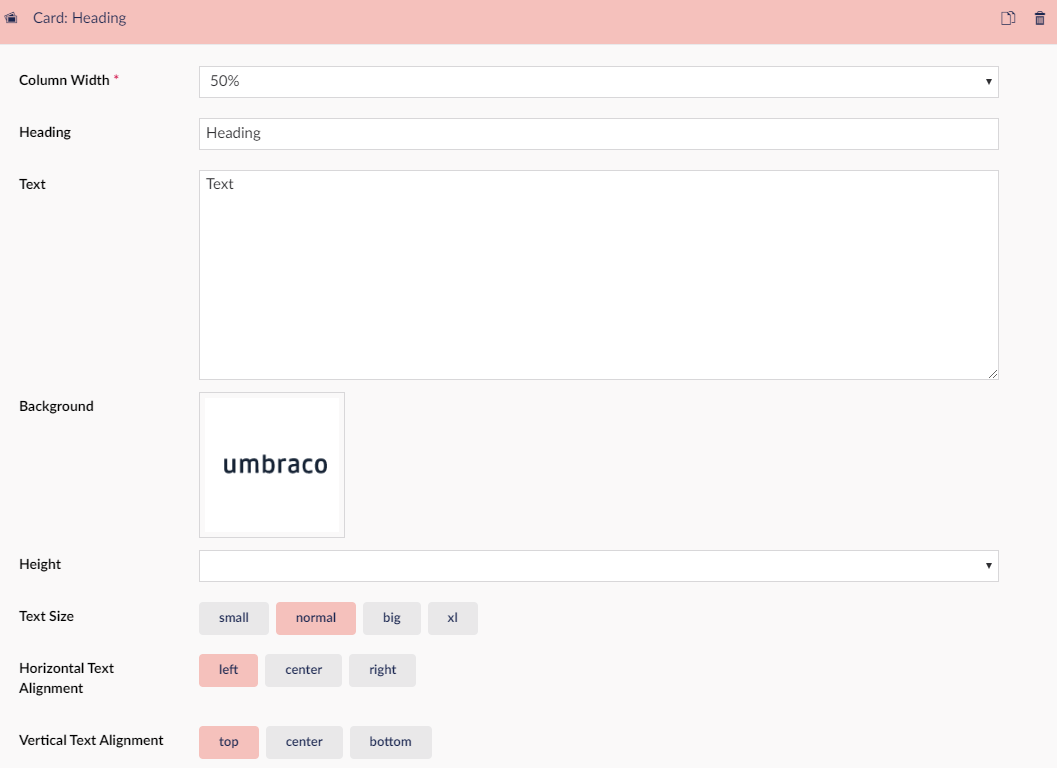 Card: Heading
Column Width *
50%
Heading
Heading
Text
Text
Background
umbraco
Height
Text Size
small normal big xl
Horizontal Text
Alignment
left center right
Vertical Text Alignment
top center bottom